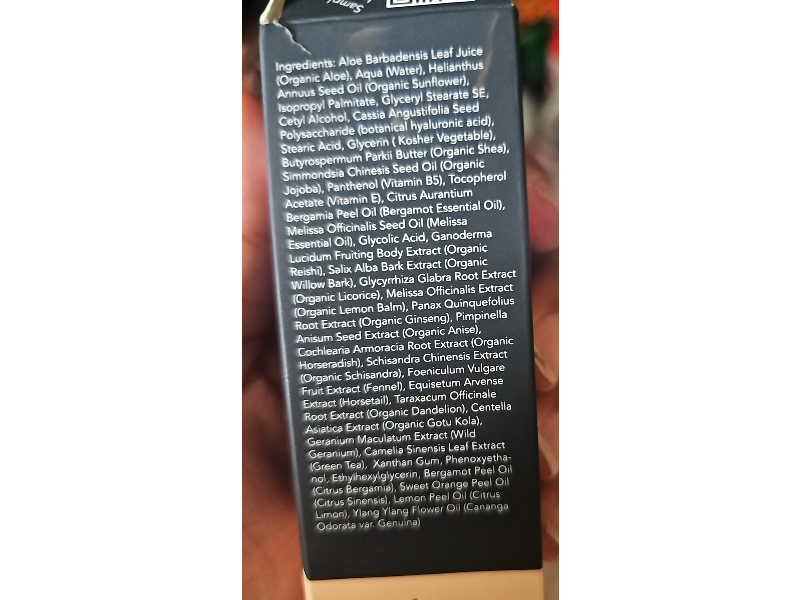 Sampl
Ingredients: Aloe Barbadensis Leaf Juice
(Organic Aloe), Aqua (Water), Helianthus
Annuus Seed Oil (Organic Sunflower),
Isopropyl Palmitate, Glyceryl Stearate SE,
Cetyl Alcohol, Cassia Angustifolia Seed
Polysaccharide (botanical hyaluronic acid),
Stearic Acid, Glycerin ( Kosher Vegetable),
Butyrospermum Parkii Butter (Organic Shea),
Simmondsia Chinesis Seed Oil (Organic
Jojoba), Panthenol (Vitamin B5), Tocopherol
Acetate (Vitamin E), Citrus Aurantium
Bergamia Peel Oil (Bergamot Essential Oil),
Melissa Officinalis Seed Oil (Melissa
Essential Oil), Glycolic Acid, Ganoderma
Lucidum Fruiting Body Extract (Organic
Reishi), Salix Alba Bark Extract (Organic
Willow Bark), Glycyrrhiza Glabra Root Extract
(Organic Licorice), Melissa Officinalis Extract
(Organic Lemon Balm), Panax Quinquefolius
Root Extract (Organic Ginseng), Pimpinella
Anisum Seed Extract (Organic Anise),
Cochlearia Armoracia Root Extract (Organic
Horseradish), Schisandra Chinensis Extract
(Organic Schisandra), Foeniculum Vulgare
Fruit Extract (Fennel), Equisetum Arvense
Extract (Horsetail), Taraxacum Officinale
Root Extract (Organic Dandelion), Centella
Asiatica Extract (Organic Gotu Kola),
Geranium Maculatum Extract (Wild
Geranium), Camelia Sinensis Leaf Extract
(Green Tea), Xanthan Gum, Phenoxyetha-
nol, Ethylhexylglycerin, Bergamot Peel Oil
(Citrus Bergamia), Sweet Orange Peel Oil
(Citrus Sinensis), Lemon Peel Oil (Citrus
Limon), Ylang Ylang Flower Oil (Cananga
Odorata var. Genuina)